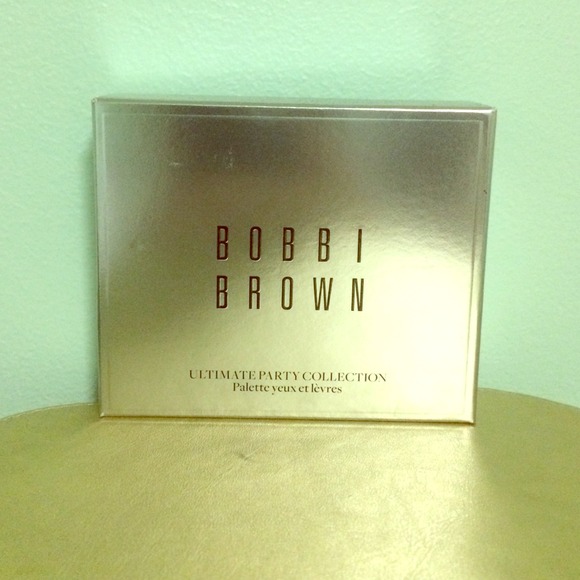 BOBBI
BROWN
ULTIMATE PARTY COLLECTION
Palette yeux et lèvres